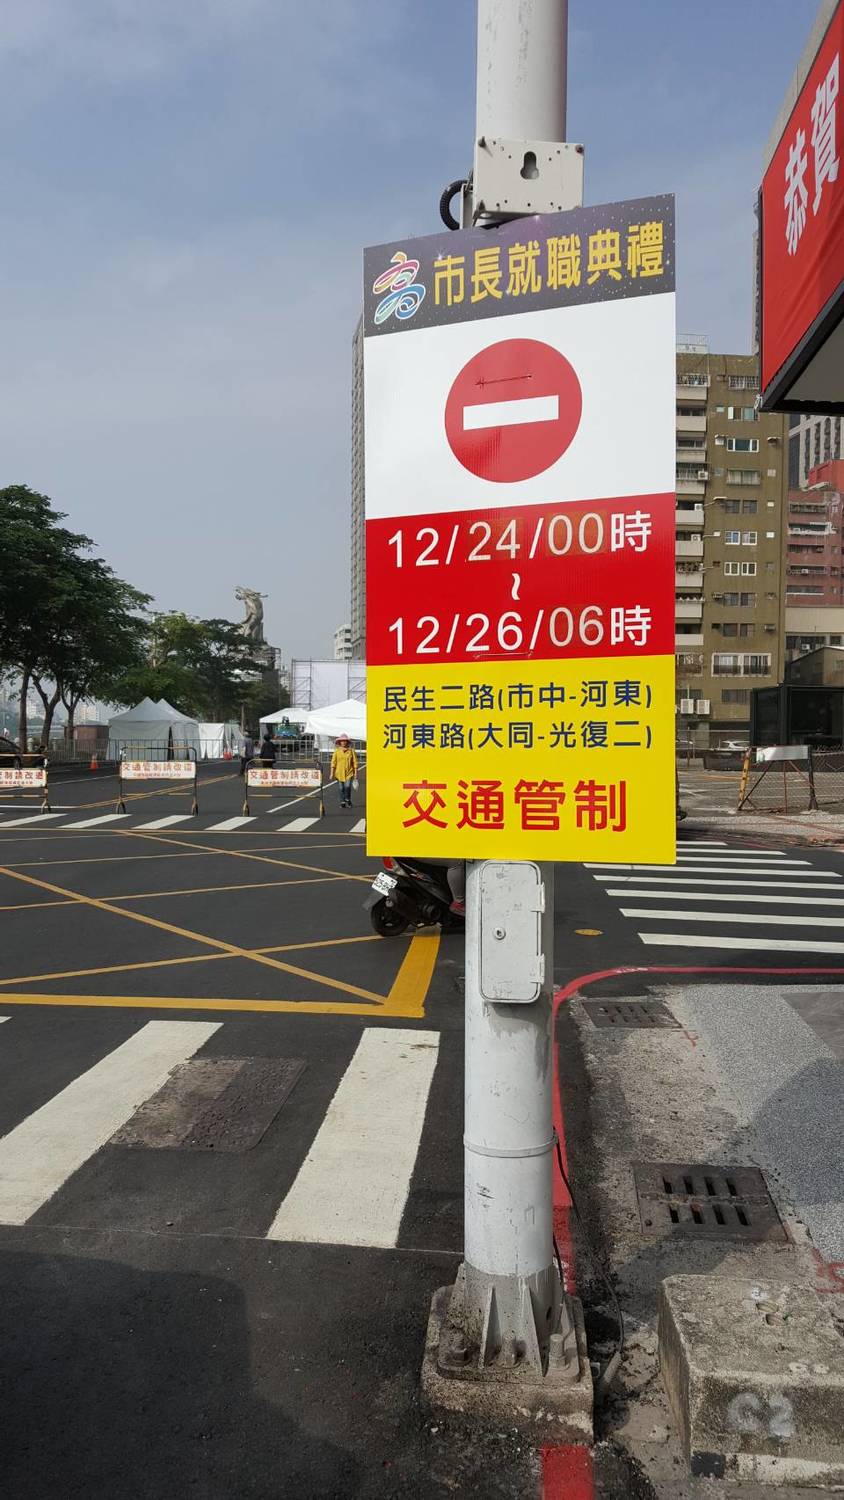 恭賀
市長就職典禮
12/24/00時
~
12/26/06時
民生二路(市中-河東)
河東路(大同-光復二)
交通管制
交通管制請改道
交通管制請改道
管制請改道
C2